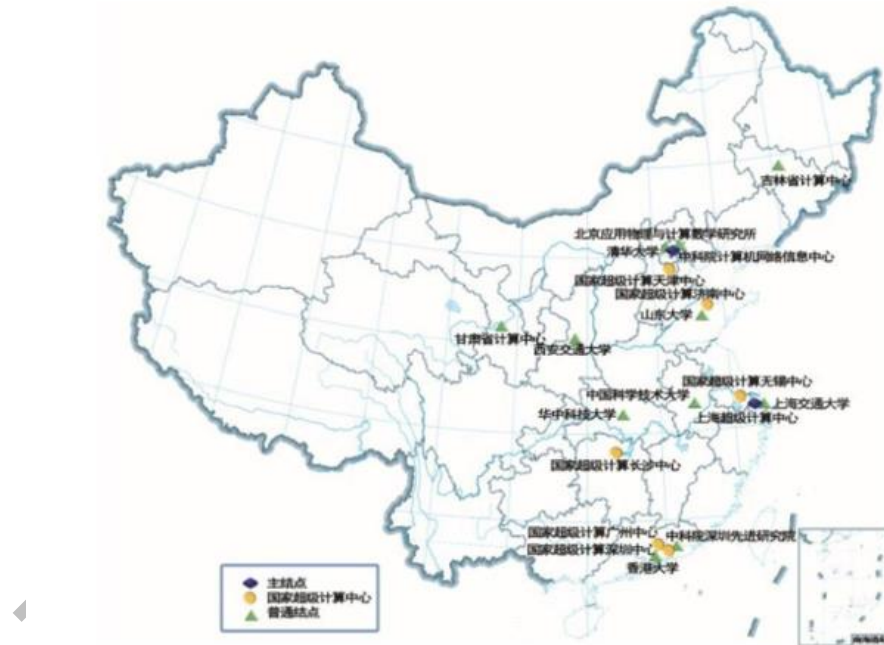 吉林省计算中心
北京应用物理与计算数学研究所
清华大学
中科院计算机网络信息中心
国家超级计算天津中心
国家超级计算济南中心
山东大学
甘肃省计算中心
西安交通大学
国家超级计算无锡中心
中国科学技术大学
上海交通大学
华中科技大学
上海超级计算中心
国家超级计算长沙中心
国家超级计算广州中心
中科院深圳先进研究院
国家超级计算深圳中心
香港大学
主结点
国家超级计算中心
普通结点